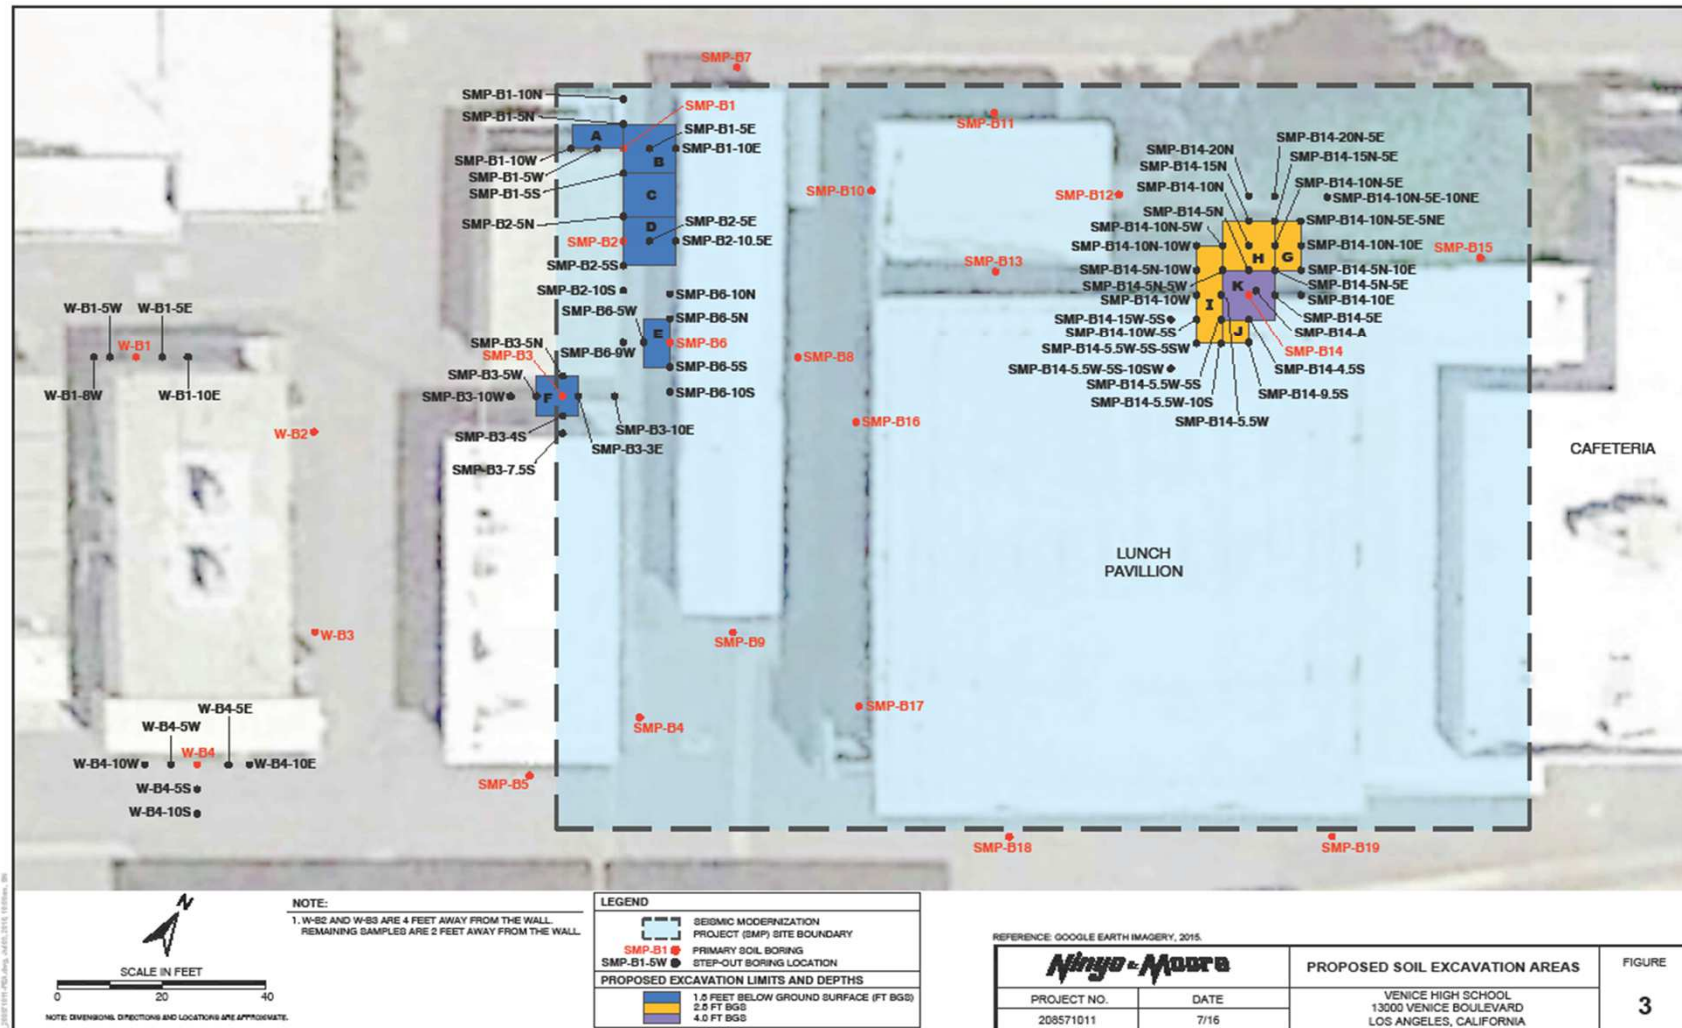 SMP-B7
SMP-B1-10N
SMP-B1
SMP-B1-5N
SMP-B11
A
SMP-B1-5E
SMP-B1-10E
SMP-B1-10W
B
SMP-B1-5W
SMP-B1-5S
C
SMP-B10
SMP-B12
SMP-B2-5N
D
SMP-B2-5E
SMP-B2
SMP-B2-10.5E
SMP-B2-5S
SMP-B13
SMP-B2-10S
SMP-B6-10N
SMP-B6-5W
SMP-B6-5N
E
SMP-B6
SMP-B3-5N
SMP-B6-9W
SMP-B3
SMP-B8
SMP-B6-5S
SMP-B3-5W
SMP-B3-10W
F
SMP-B6-10S
SMP-B3-4S
SMP-B3-10E
SMP-B3-3E
SMP-B3-7.5S
SMP-B16
SMP-B14-20N-5E
SMP-B14-20N
SMP-B14-15N-5E
SMP-B14-15N
SMP-B14-10N-5E
SMP-B14-10N
SMP-B14-10N-5E-10NE
SMP-B14-5N
SMP-B14-10N-5E-5NE
SMP-B14-10N-5W
SMP-B14-10N-10W
H
G
SMP-B14-10N-10E
SMP-B15
SMP-B14-5N-10W
SMP-B14-5N-10E
SMP-B14-5N-5W
K
SMP-B14-5N-5E
SMP-B14-10W
I
SMP-B14-10E
SMP-B14-15W-5S
SMP-B14-5E
SMP-B14-10W-5S
J
SMP-B14-A
SMP-B14-5.5W-5S-5SW
SMP-B14
SMP-B14-5.5W-5S-10SW
SMP-B14-4.5S
SMP-B14-5.5W-5S
SMP-B14-9.5S
SMP-B14-5.5W-10S
SMP-B14-5.5W
W-B1-5W
W-B1-5E
W-B1
W-B1-8W
W-B1-10E
W-B2
W-B3
CAFETERIA
LUNCH
PAVILLION
SMP-B9
SMP-B4
SMP-B17
SMP-B5
W-B4-5E
W-B4-5W
W-B4
W-B4-10W
W-B4-10E
W-B4-5S
W-B4-10S
SMP-B18
SMP-B19
N
SCALE IN FEET
0 20 40
NOTE: DIMENSIONS, DIRECTIONS AND LOCATIONS ARE APPROXIMATE.
NOTE:
1. W-B2 AND W-B3 ARE 4 FEET AWAY FROM THE WALL.
REMAINING SAMPLES ARE 2 FEET AWAY FROM THE WALL.
LEGEND
SEISMIC MODERNIZATION
PROJECT (SMP) SITE BOUNDARY
SMP-B1 PRIMARY SOIL BORING
SMP-B1-5W STEP-OUT BORING LOCATION
PROPOSED EXCAVATION LIMITS AND DEPTHS
1.5 FEET BELOW GROUND SURFACE (FT BGS)
2.5 FT BGS
4.0 FT BGS
REFERENCE: GOOGLE EARTH IMAGERY, 2015.
Ninyo & Moore
PROPOSED SOIL EXCAVATION AREAS
FIGURE
PROJECT NO.
DATE
208571011
7/16
VENICE HIGH SCHOOL
13000 VENICE BOULEVARD
LOS ANGELES, CALIFORNIA
3